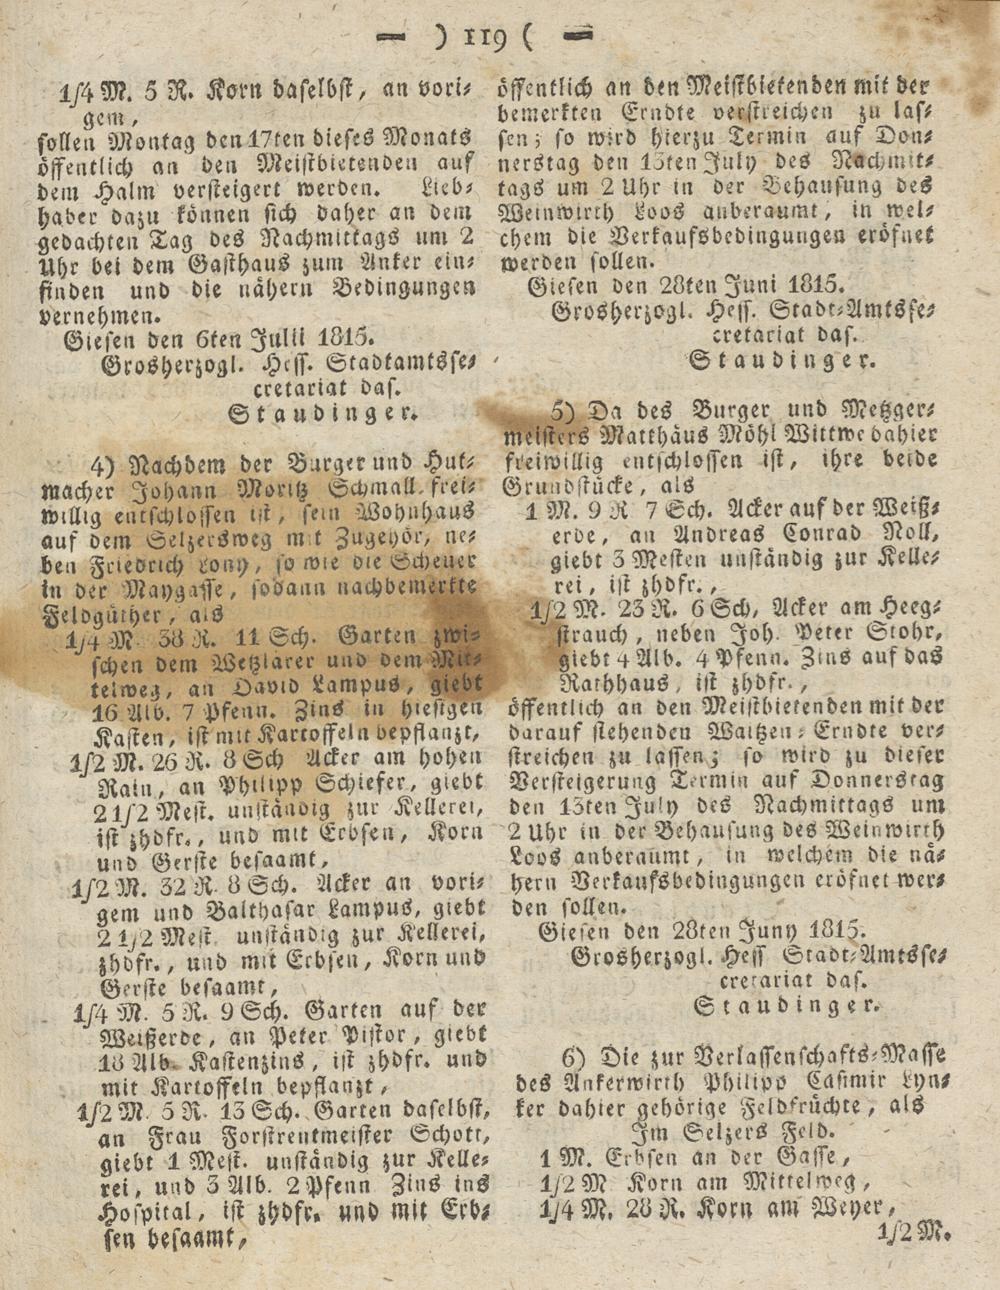 — ) 119 ( —
1/4 M. 5 R. Korn daselbst, an vori-
gem,
sollen Montag den 17ten dieses Monats
öffentlich an den Meistbietenden auf
dem Halm versteigert werden. Lieb-
haber dazu können sich daher an dem
gedachten Tag des Nachmittags um 2
Uhr bei dem Gasthaus zum Anker ein-
finden und die nähern Bedingungen
vernehmen.
Giesen den 6ten Julii 1815.
Grosherzogl. Hess. Stadtamtsse-
cretariat das.
Staudinger.
4) Nachdem der Burger und Hut-
macher Johann Moritz Schmall frei-
willig entschlossen ist, sein Wohnhaus
auf dem Selzersweg mit Zugehör, ne-
ben Friedrich Lony, so wie die Scheuer
in der Maygasse, sodann nachbemerkte
Feldgüther, als
1/4 M. 38 R. 11 Sch. Garten zwi-
schen dem Wetzlarer und dem Mit-
telweg, an David Lampus, giebt
16 Alb. 7 Pfenn. Zins in hiesigen
Kasten, ist mit Kartoffeln bepflanzt,
1/2 M. 26 R. 8 Sch Acker am hohen
Rain, an Philipp Schiefer, giebt
2 1/2 Mest. unständig zur Kellerei,
ist zhdfr., und mit Erbsen, Korn
und Gerste besaamt,
1/2 M. 32 R. 8 Sch. Acker an vori-
gem und Balthasar Lampus, giebt
2 1/2 Mest. unständig zur Kellerei,
zhdfr., und mit Erbsen, Korn und
Gerste besaamt,
1/4 M. 5 R. 9 Sch. Garten auf der
Weißerde, an Peter Pistor, giebt
18 Alb. Kastenzins, ist zhdfr. und
mit Kartoffeln bepflanzt,
1/2 M. 5 R. 13 Sch. Garten daselbst,
an Frau Forstrentmeister Schott,
giebt 1 Mest. unständig zur Kelle-
rei, und 3 Alb. 2 Pfenn Zins ins
Hospital, ist zhdfr. und mit Erb-
sen besaamt,
öffentlich an den Meistbietenden mit der
bemerkten Erndte verstreichen zu las-
sen; so wird hierzu Termin auf Don-
nerstag den 13ten July des Nachmit-
tags um 2 Uhr in der Behausung des
Weinwirth Loos anberaumt, in wel-
chem die Verkaufsbedingungen eröfnet
werden sollen.
Giesen den 28ten Juni 1815.
Grosherzogl. Hess. Stadt-Amtsse-
cretariat das.
Staudinger.
5) Da des Burger und Metzger-
meisters Matthäus Möhl Wittwe dahier
freiwillig entschlossen ist, ihre beide
Grundstücke, als
1 M. 9 R 7 Sch. Acker auf der Weiß-
erde, an Andreas Conrad Noll,
giebt 3 Mesten unständig zur Kelle-
rei, ist zhdfr.,
1/2 M. 23 R. 6 Sch, Acker am Heeg-
strauch, neben Joh. Peter Stohr,
giebt 4 Alb. 4 Pfenn. Zins auf das
Rathhaus, ist zhdfr.,
öffentlich an den Meistbietenden mit der
darauf stehenden Waitzen-Erndte ver-
streichen zu lassen; so wird zu dieser
Versteigerung Termin auf Donnerstag
den 13ten July des Nachmittags um
2 Uhr in der Behausung des Weinwirth
Loos anberaumt, in welchem die nä-
hern Verkaufsbedingungen eröfnet wer-
den sollen.
Giesen den 28ten Juny 1815.
Grosherzogl. Hess Stadt-Amtsse-
cretariat das.
Staudinger.
6) Die zur Verlassenschafts-Masse
des Ankerwirth Philipp Casimir Lyn-
ker dahier gehörige Feldfrüchte, als
Im Selzers Feld.
1 M. Erbsen an der Gasse,
1/2 M Korn am Mittelweg,
1/4 M. 28 R. Korn am Weyer,
1/2 M.